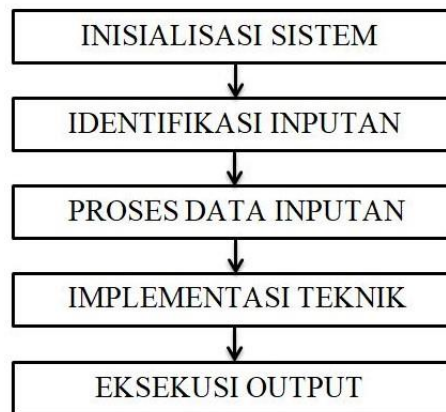 INISIALISASI SISTEM
IDENTIFIKASI INPUTAN
PROSES DATA INPUTAN
IMPLEMENTASI TEKNIK
EKSEKUSI OUTPUT